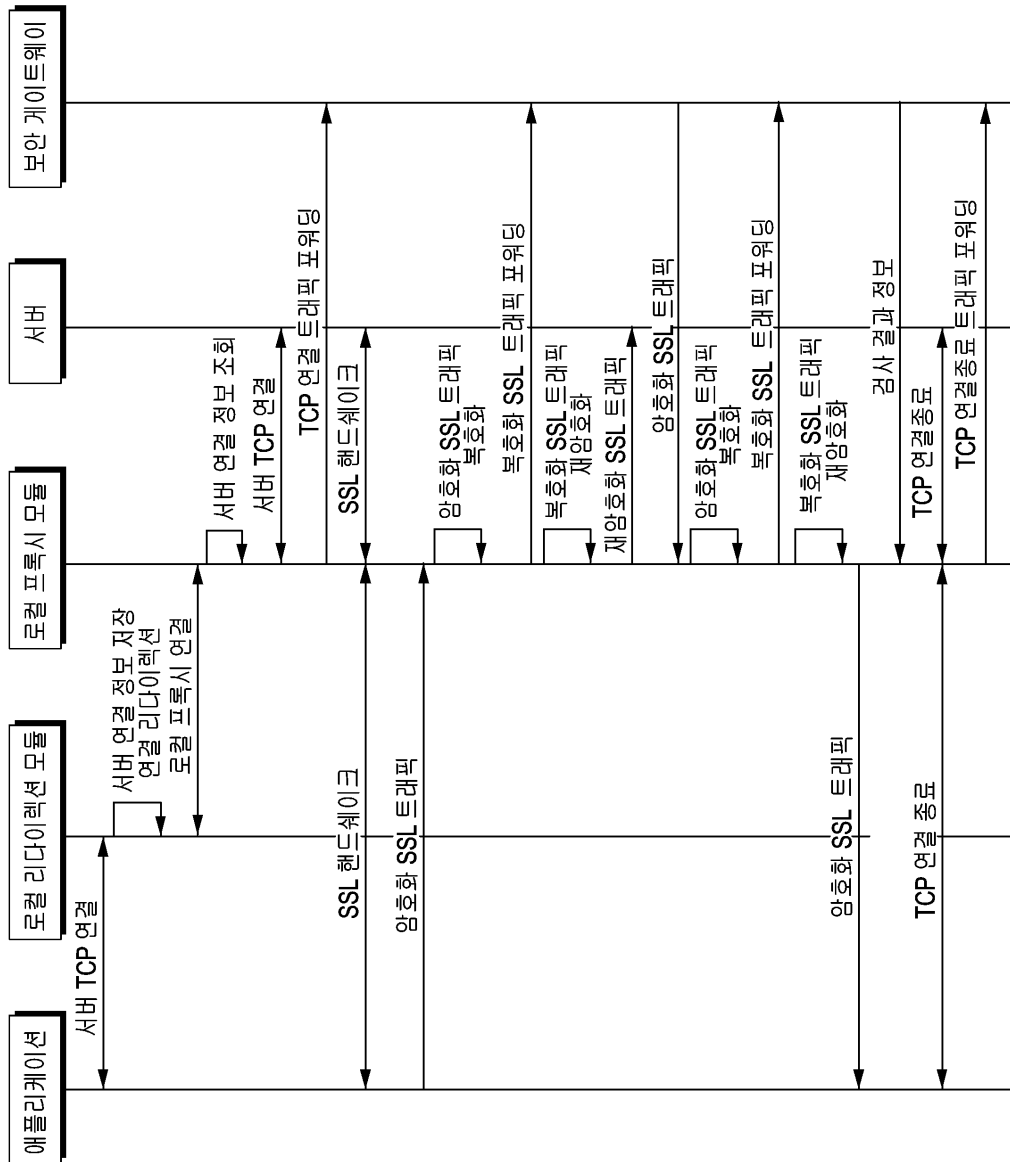 애플리케이션
로컬 리다이렉션 모듈
로컬 프록시 모듈
서버
보안 게이트웨이
서버 TCP 연결
서버 연결 정보 저장
연결 리다이렉션
로컬 프록시 연결
서버 연결 정보 조회
서버 TCP 연결
TCP 연결 트래픽 포워딩
SSL 핸드쉐이크
SSL 핸드쉐이크
암호화 SSL 트래픽
암호화 SSL 트래픽
복호화
복호화 SSL 트래픽 포워딩
복호화 SSL 트래픽
재암호화
재암호화 SSL 트래픽
암호화 SSL 트래픽
암호화 SSL 트래픽
복호화
복호화 SSL 트래픽 포워딩
복호화 SSL 트래픽
재암호화
암호화 SSL 트래픽
검사 결과 정보
TCP 연결 종료
TCP 연결종료
TCP 연결종료 트래픽 포워딩